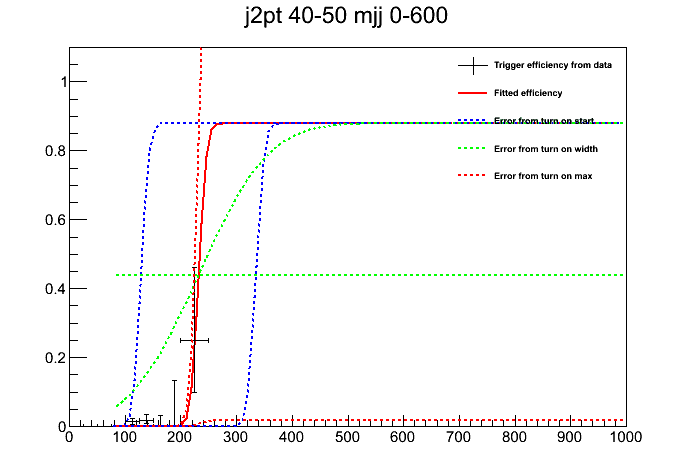 j2pt 40-50 mjj 0-600
Trigger efficiency from data
Fitted efficiency
Error from turn on start
Error from turn on width
Error from turn on max
1
0.8
0.6
0.4
0.2
0
0 100 200 300 400 500 600 700 800 900 1000